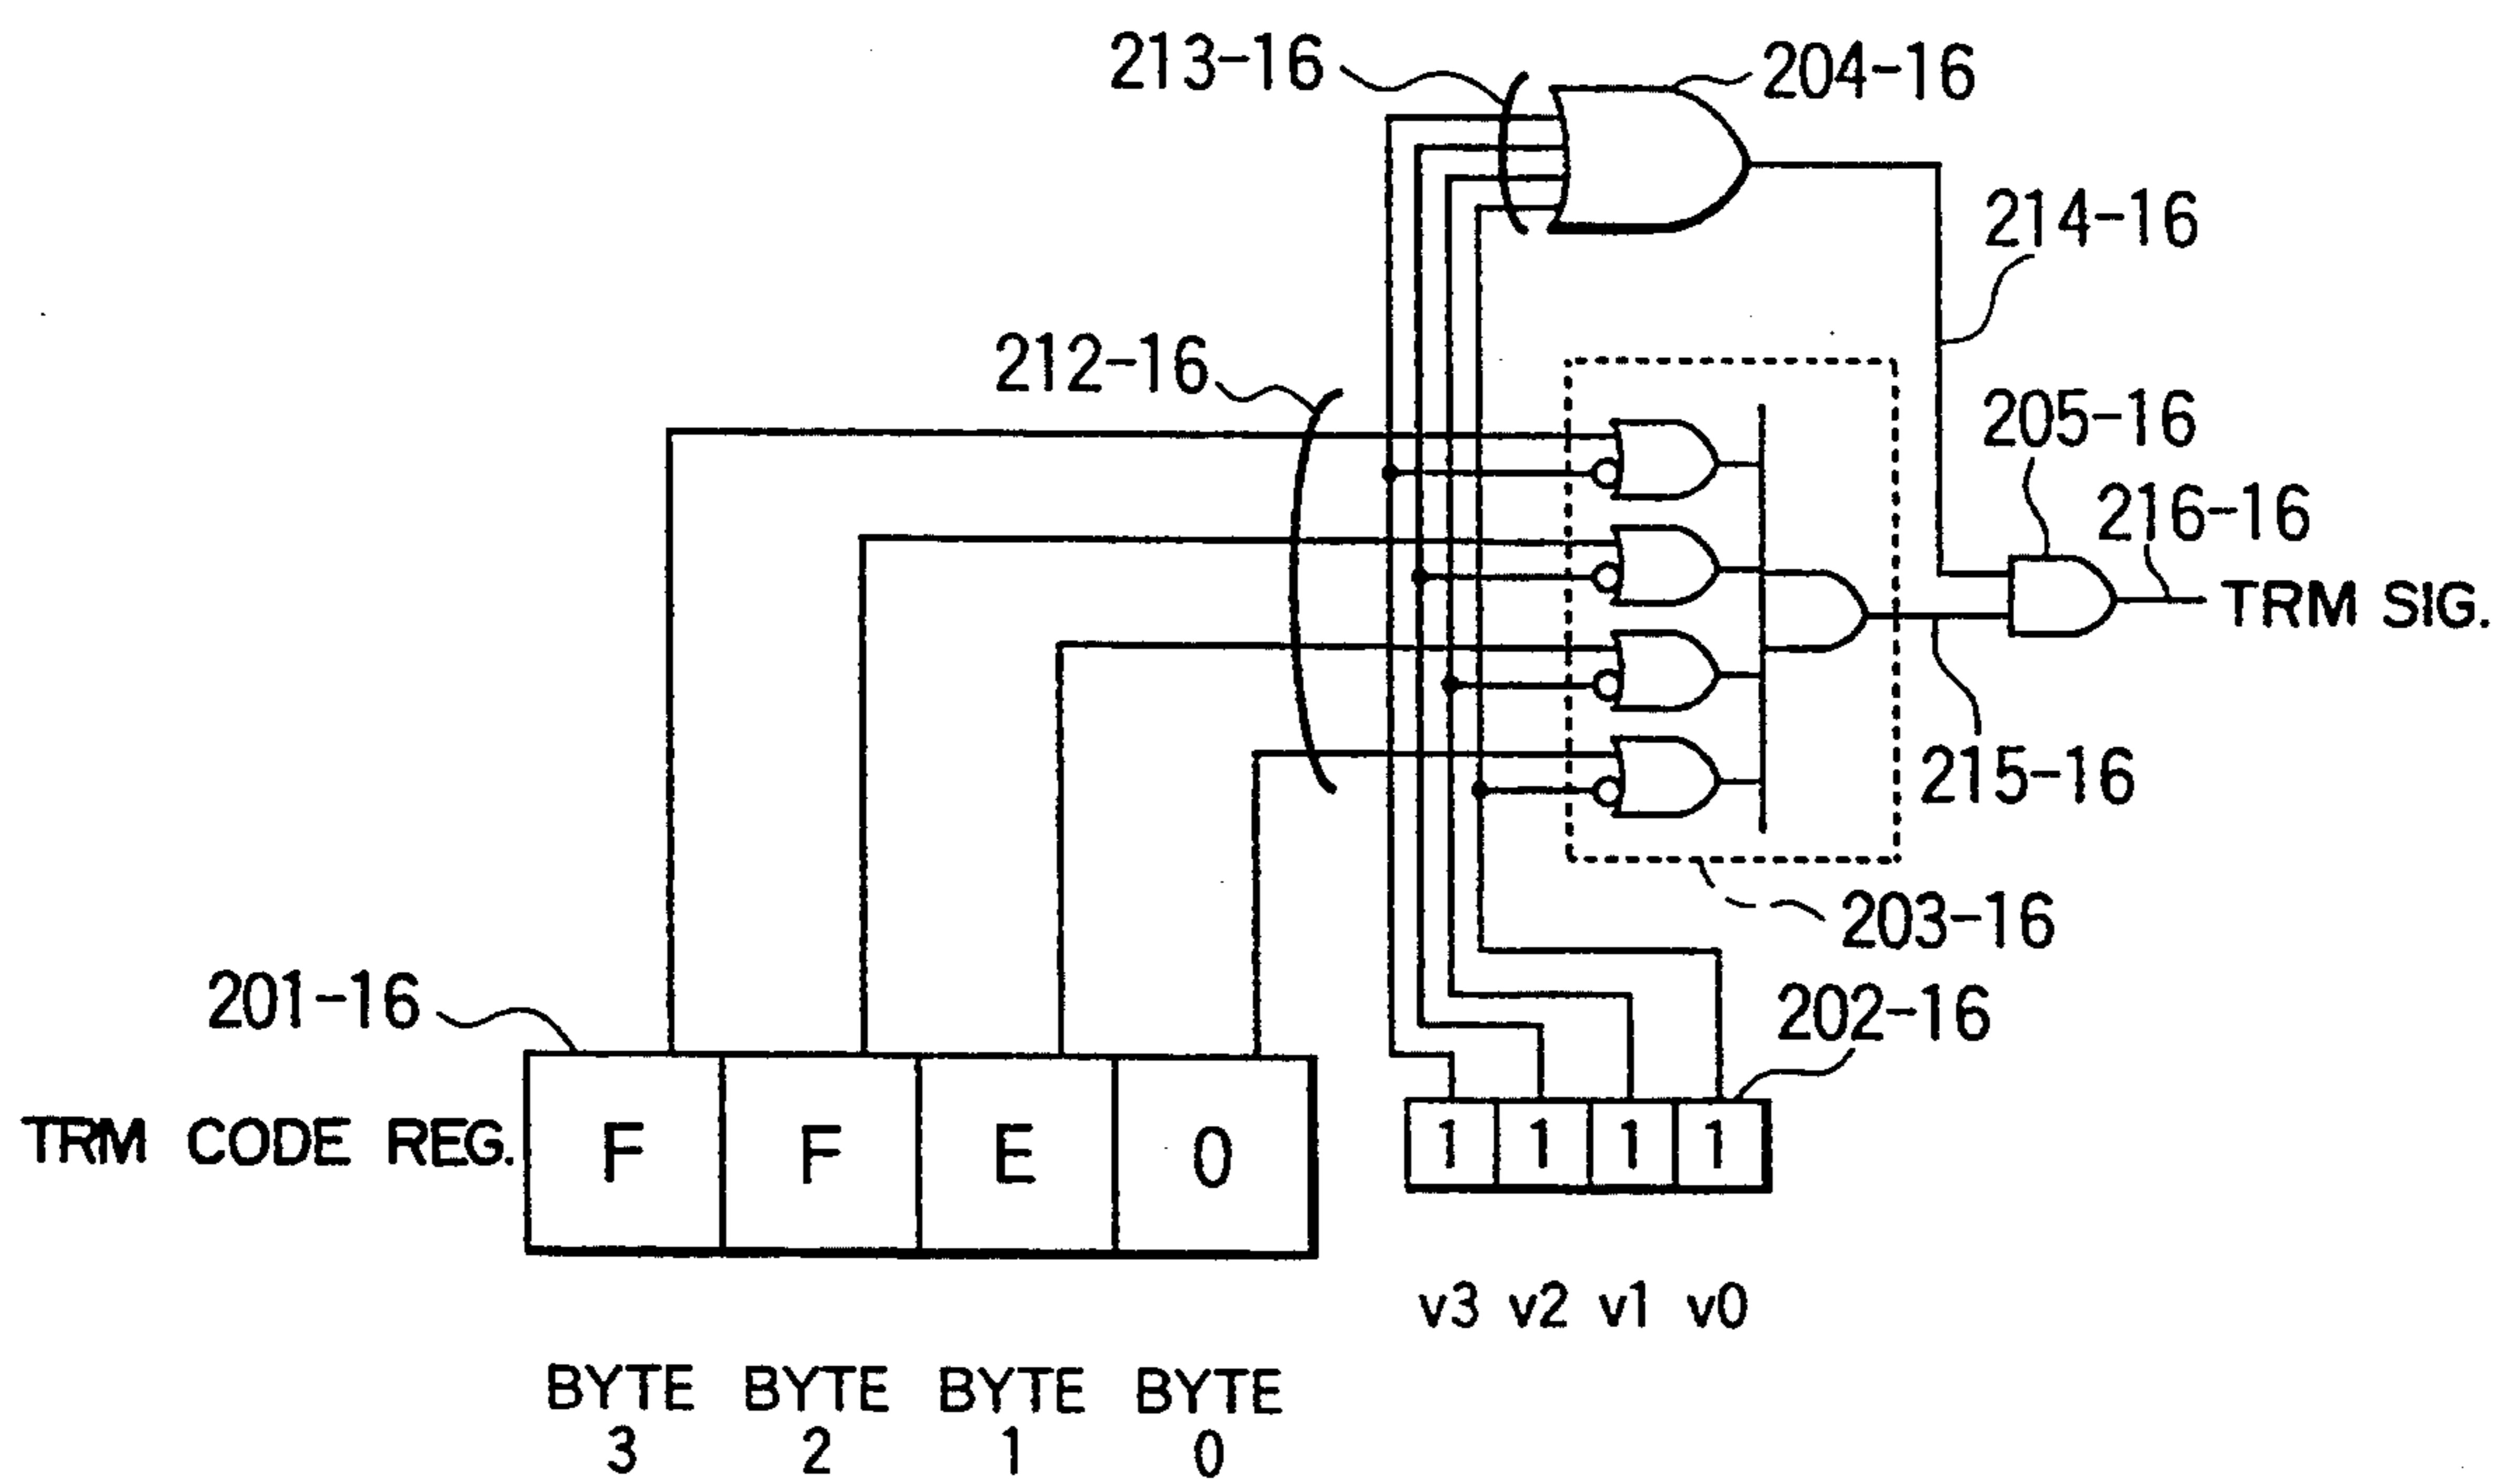 213-16
204-16
214-16
212-16
205-16
216-16
TRM SIG.
215-16
203-16
201-16
202-16
TRM CODE REG.
F F E 0
1 1 1 1
v3 v2 v1 v0
BYTE BYTE BYTE BYTE
3 2 1 0